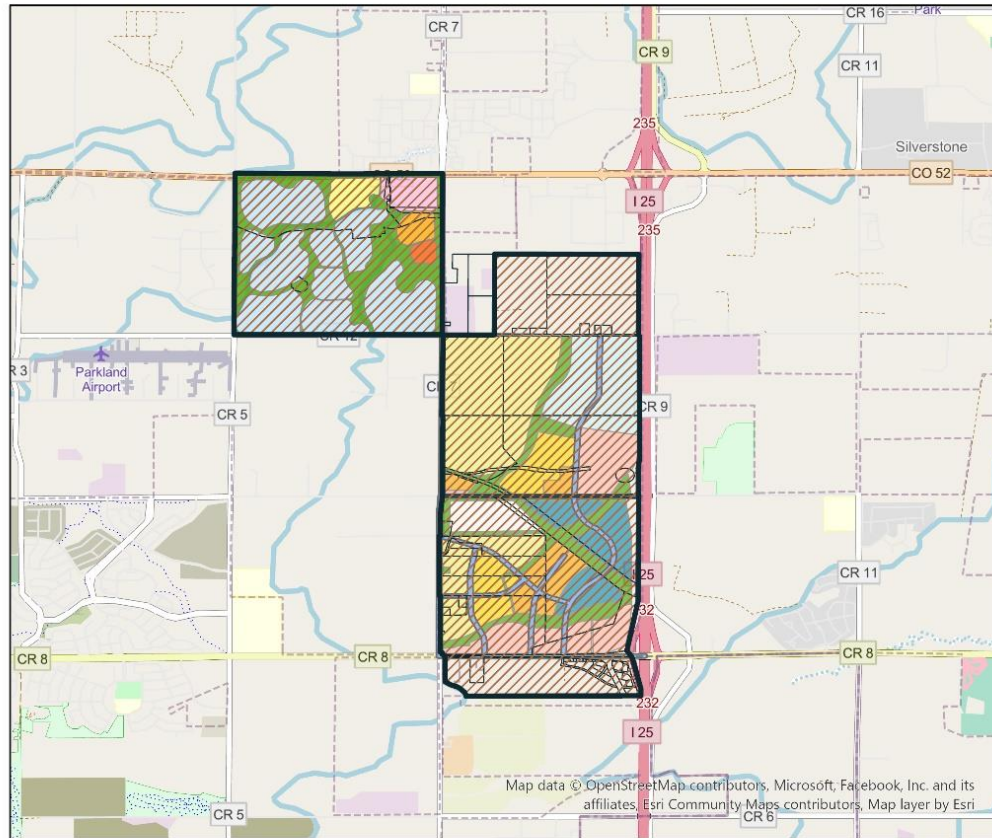 Park
CR 16
CR 7
CR 9
CR 11
235
Silverstone
CO 52
I 25
235
CR 12
CR 3
Parkland
Airport
CR 5
CR 9
I 25
CR 11
232
CR 8
CR 8
CR 8
232
I 25
Map data © OpenStreetMap contributors, Microsoft, Facebook, Inc. and its
affiliates, Esri Community Maps contributors, Map layer by Esri
CR 5
CR 6